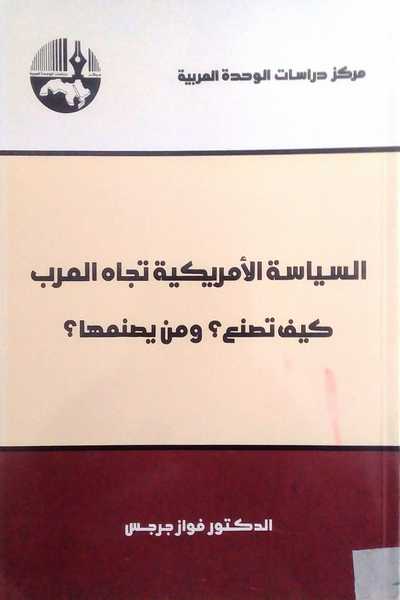 مركز دراسات الوحدة العربية
السياسة الأمريكية تجاه العرب
كيف تصنع؟ ومن يصنعها؟
الدكتور فواز جرجس